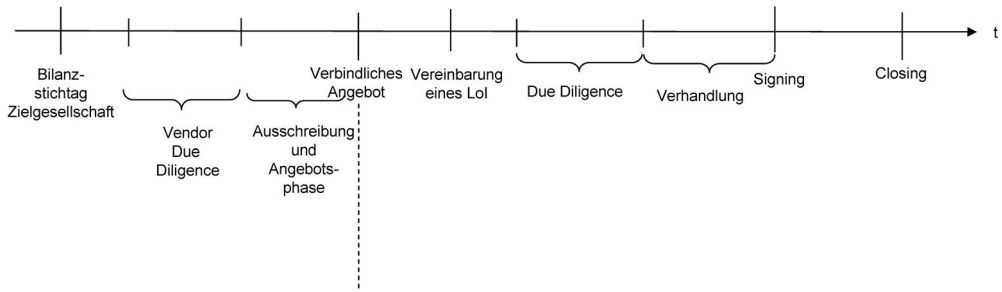 t
Bilanz-
stichtag
Zielgesellschaft
Vendor
Due
Diligence
Ausschreibung
und
Angebots-
phase
Verbindliches
Angebot
Vereinbarung
eines LoI
Due Diligence
Verhandlung
Signing
Closing